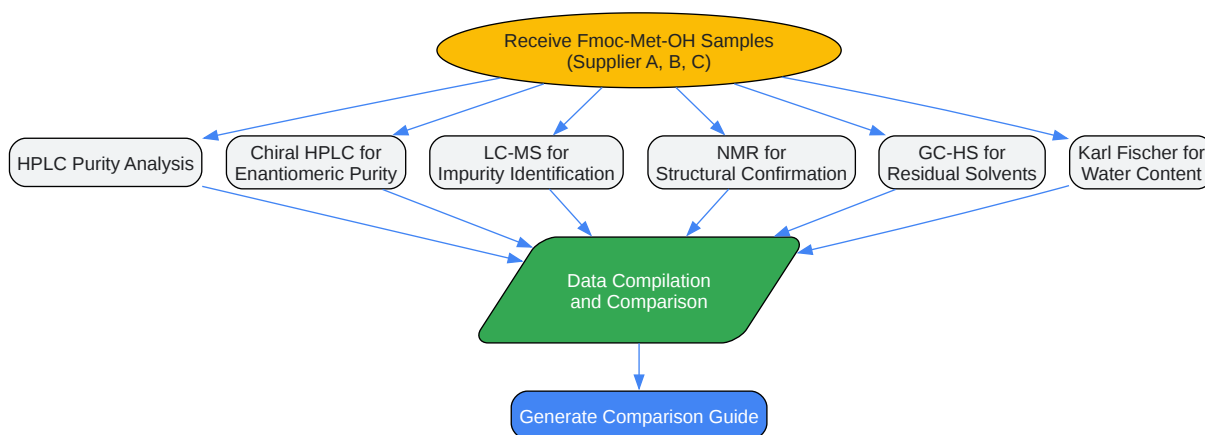 Receive Fmoc-Met-OH Samples
(Supplier A, B, C)
HPLC Purity Analysis
Chiral HPLC for
Enantiomeric Purity
LC-MS for
Impurity Identification
NMR for
Structural Confirmation
GC-HS for
Residual Solvents
Karl Fischer for
Water Content
Data Compilation
and Comparison
Generate Comparison Guide